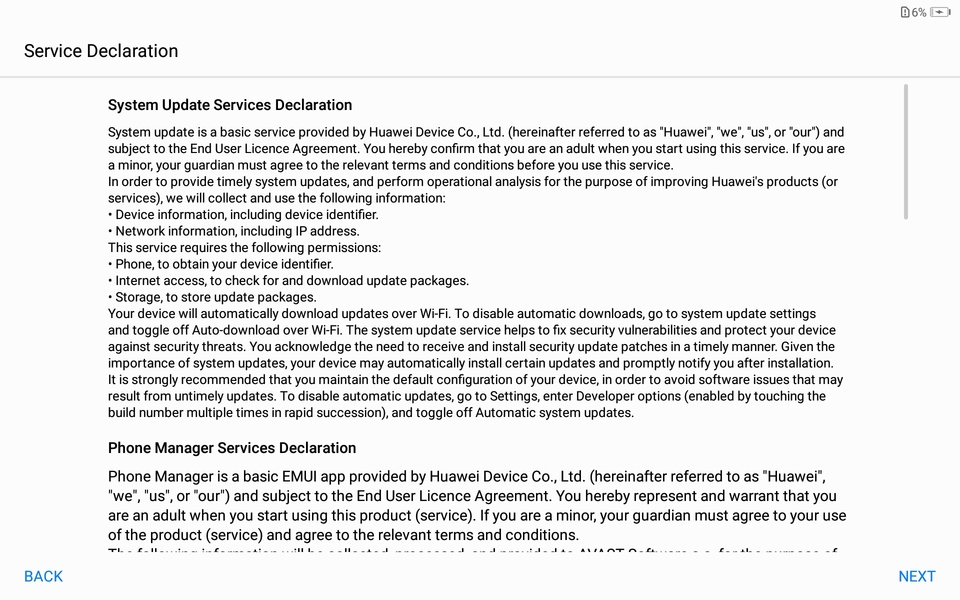 6%
Service Declaration
System Update Services Declaration
System update is a basic service provided by Huawei Device Co., Ltd. (hereinafter referred to as "Huawei", "we", "us", or "our") and
subject to the End User Licence Agreement. You hereby confirm that you are an adult when you start using this service. If you are
a minor, your guardian must agree to the relevant terms and conditions before you use this service.
In order to provide timely system updates, and perform operational analysis for the purpose of improving Huawei's products (or
services), we will collect and use the following information:
• Device information, including device identifier.
• Network information, including IP address.
This service requires the following permissions:
• Phone, to obtain your device identifier.
• Internet access, to check for and download update packages.
• Storage, to store update packages.
Your device will automatically download updates over Wi-Fi. To disable automatic downloads, go to system update settings
and toggle off Auto-download over Wi-Fi. The system update service helps to fix security vulnerabilities and protect your device
against security threats. You acknowledge the need to receive and install security update patches in a timely manner. Given the
importance of system updates, your device may automatically install certain updates and promptly notify you after installation.
It is strongly recommended that you maintain the default configuration of your device, in order to avoid software issues that may
result from untimely updates. To disable automatic updates, go to Settings, enter Developer options (enabled by touching the
build number multiple times in rapid succession), and toggle off Automatic system updates.
Phone Manager Services Declaration
Phone Manager is a basic EMUI app provided by Huawei Device Co., Ltd. (hereinafter referred to as "Huawei",
"we", "us", or "our") and subject to the End User Licence Agreement. You hereby represent and warrant that you
are an adult when you start using this product (service). If you are a minor, your guardian must agree to your use
of the product (service) and agree to the relevant terms and conditions.
The following information will be collected, processed, and provided to AVAST Software s.r.o. for the purpose of
BACK
NEXT